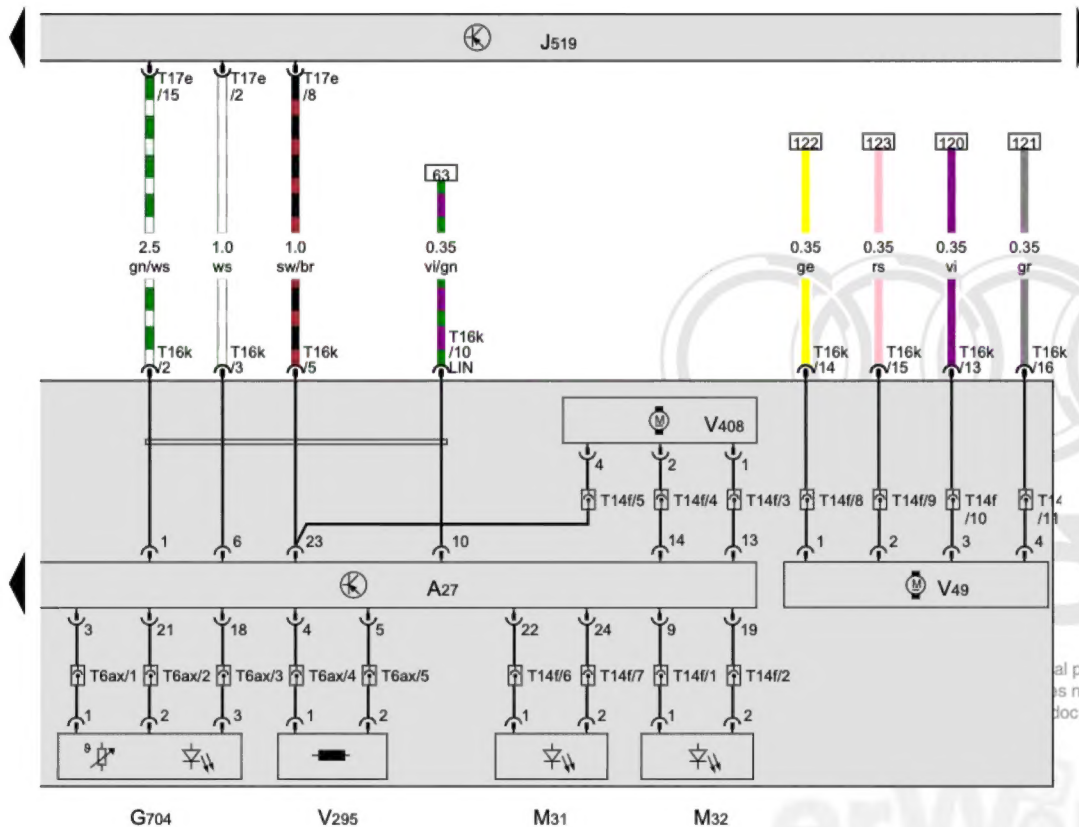 J519
T17e T17e T17e
/15 /2 /8
63 122 123 120 121
2.5 1.0 1.0 0.35 0.35 0.35 0.35 0.35
gn/ws ws sw/br vi/gn ge rs vi gr
T16k T16k T16k T16k T16k T16k T16k T16k
/2 /3 /5 /10 /14 /15 /13 /16
LIN
M V408
4 2 1
T14f/5 T14f/4 T14f/3 T14f/8 T14f/9 T14f T14
/10 /11
1 6 23 10 14 13 1 2 3 4
A27 M V49
3 21 18 4 5 22 24 9 19
T6ax/1 T6ax/2 T6ax/3 T6ax/4 T6ax/5 T14f/6 T14f/7 T14f/1 T14f/2
1 2 3 1 2 1 2 1 2
G704 V295 M31 M32